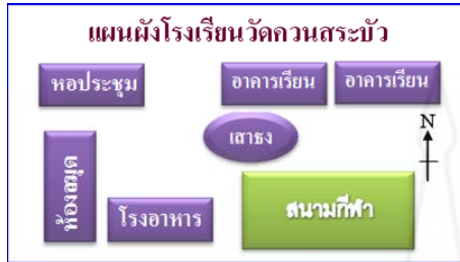 แผนผังโรงเรียนวัดควนสระบัว
หอประชุม
อาคารเรียน
อาคารเรียน
เสาธง
N
ห้องสมุด
โรงอาหาร
สนามกีฬา